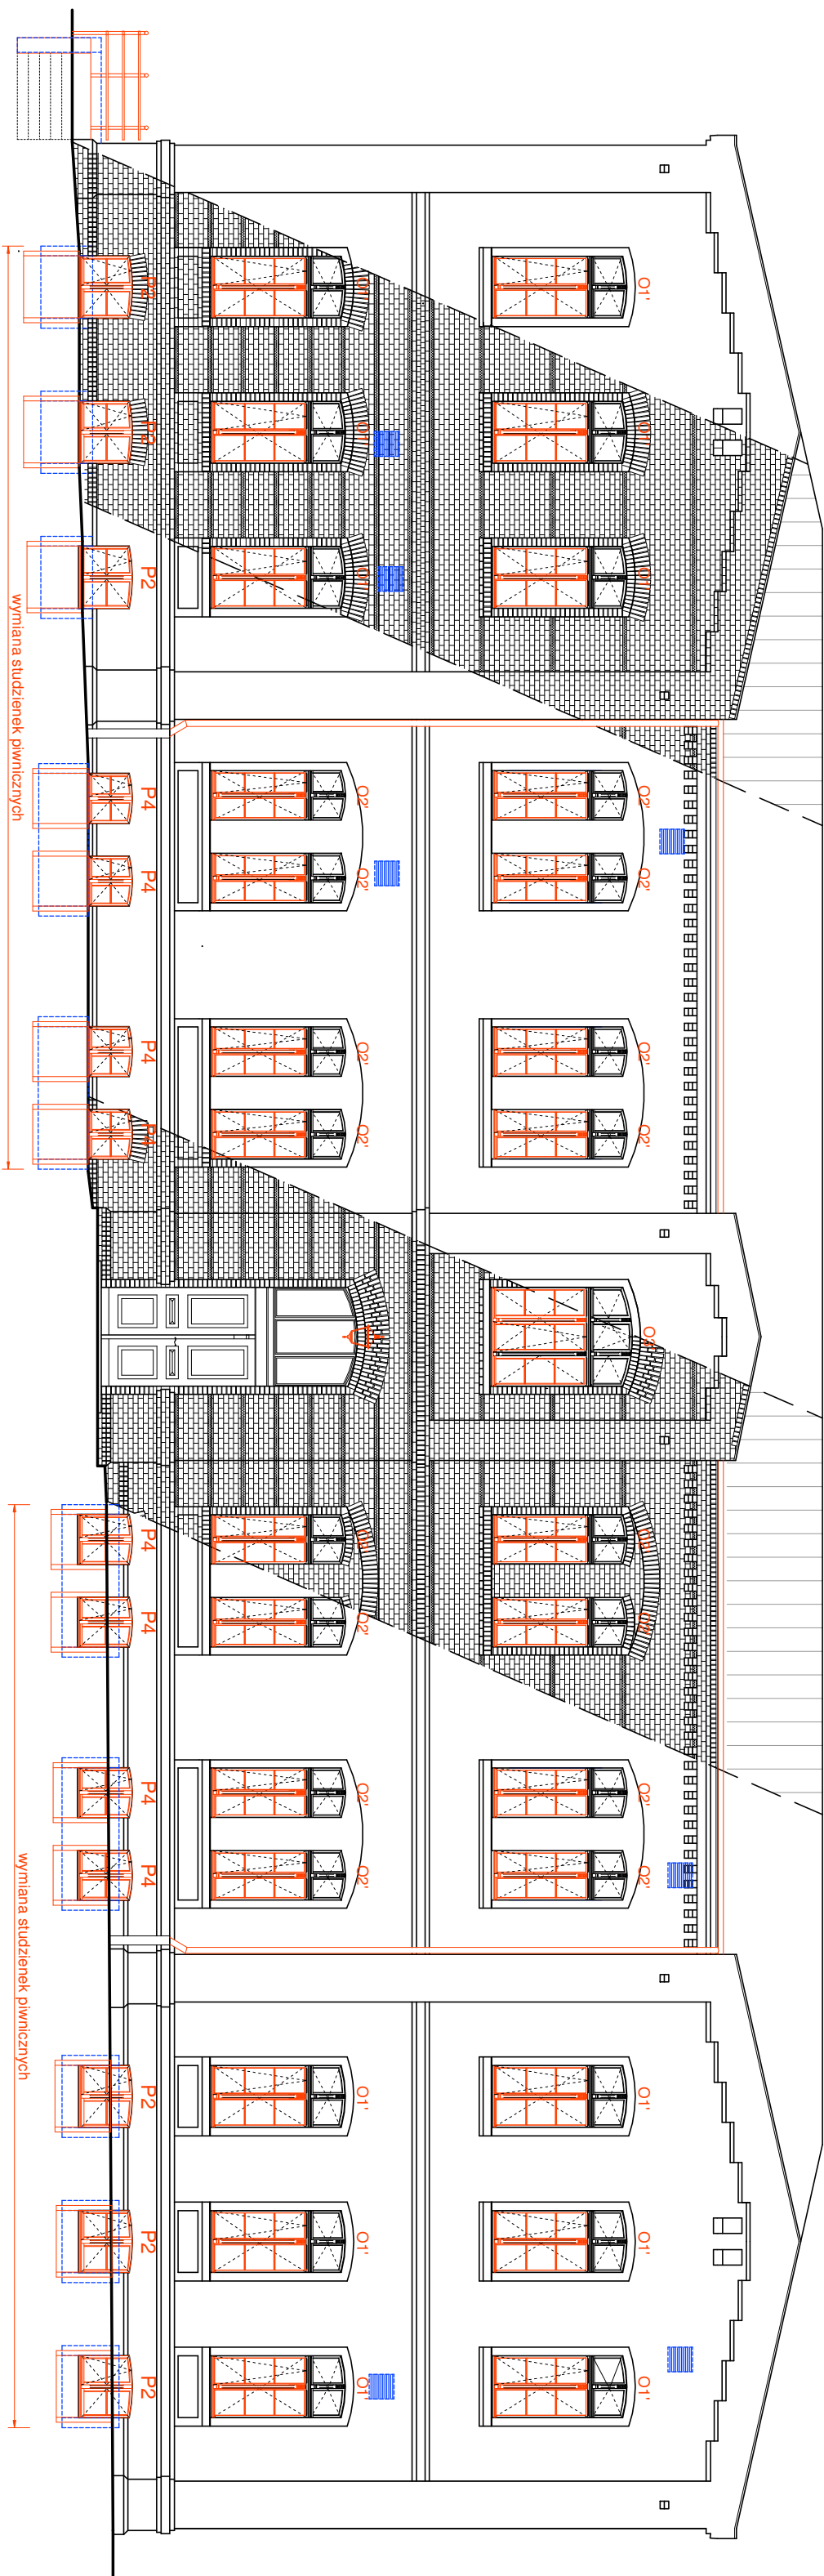 O1' O1' O1' O2' O2' O2' O2' O2' O2' O2' O2' O1' O1' O1'
O1' O1' O1' O2' O2' O2' O2' O2' O2' O2' O2' O1' O1' O1'
P2 P2 P2 P4 P4 P4 P4 P4 P4 P4 P4 P2 P2 P2
wymiana studzienek piwnicznych
wymiana studzienek piwnicznych